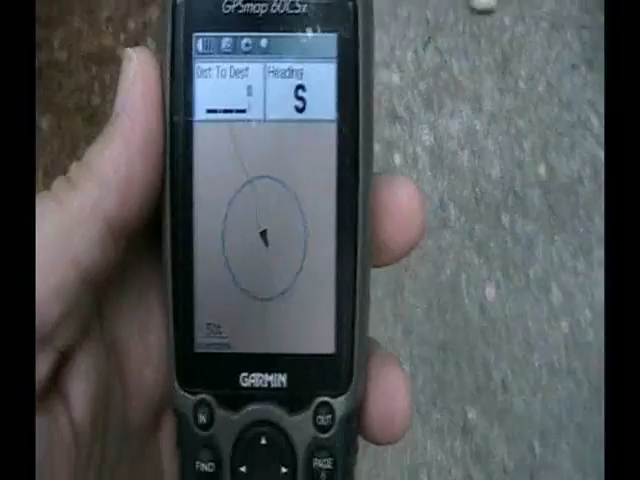 GPSmap 60CSx
Dist To Dest
Heading
S
GARMIN
IN
OUT
FIND
PAGE